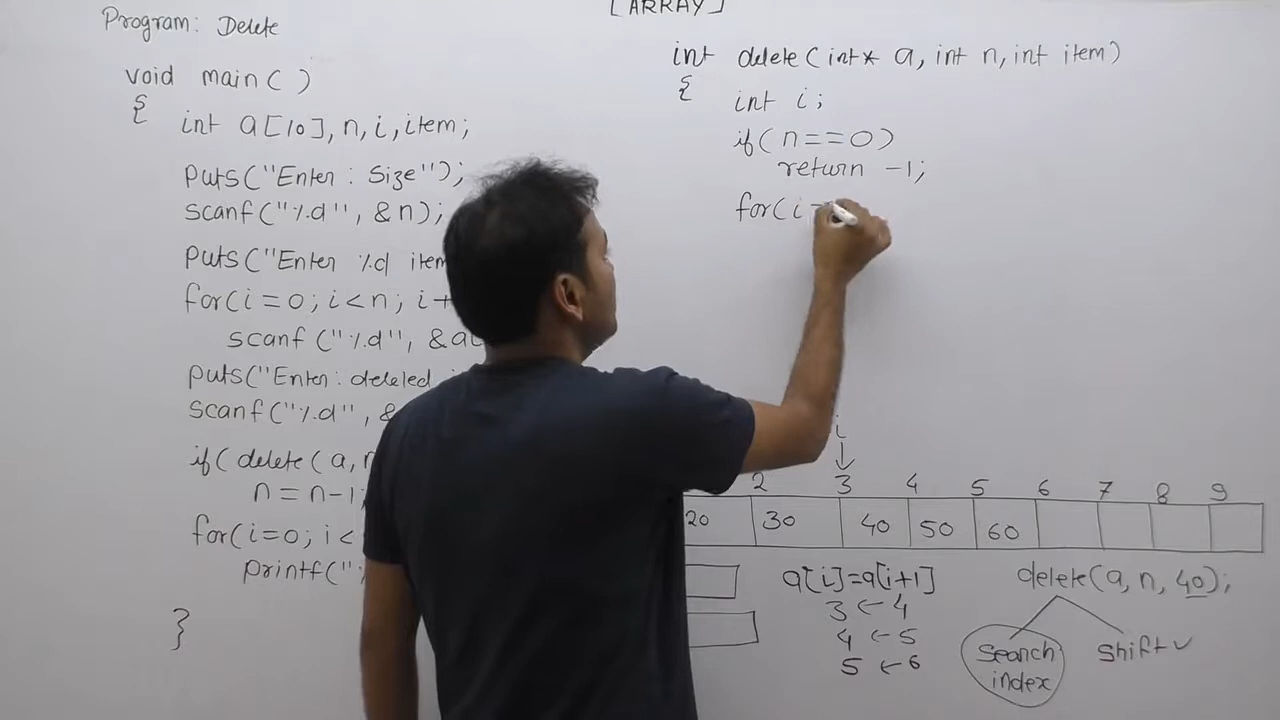 [ARRAY]
Program: Delete
void main( )
{
int a[10], n, i, item;
puts("Enter : Size");
scanf("%d", &n);
puts("Enter %d item
for(i=0; i<n; i+
scanf("%d", &a
puts("Enter: deleted
scanf("%d", &
if(delete(a, n
n=n-1;
for(i=0; i<
printf("
}
int delete(int* a, int n, int item)
{
int i;
if(n==0)
return -1;
for(i=
i
↓
2 3 4 5 6 7 8 9
20 30 40 50 60
a[i]=a[i+1]
3 ← 4
4 ← 5
5 ← 6
delete(a, n, 40);
search index
shift ✓